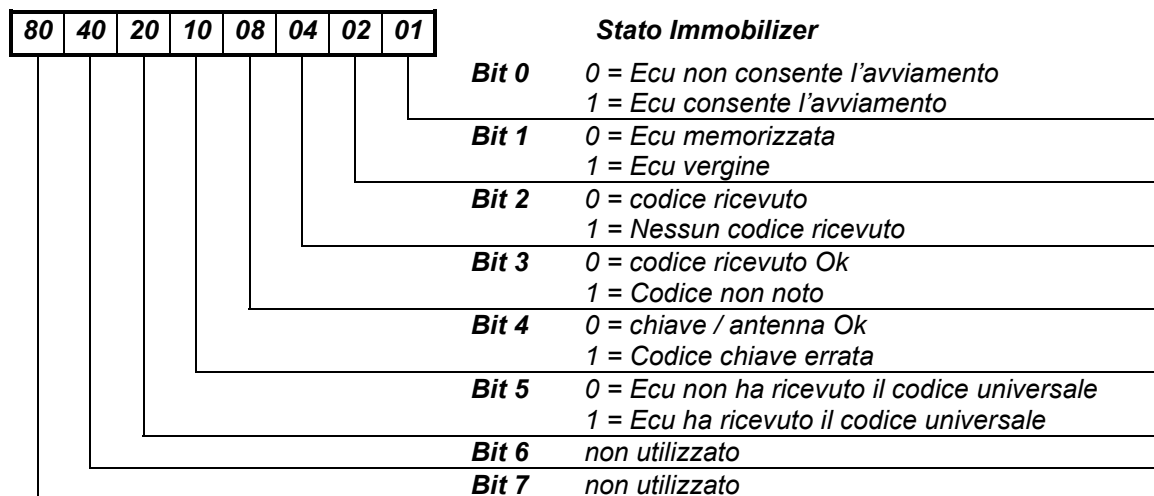 80 40 20 10 08 04 02 01 Stato Immobilizer
Bit 0 0 = Ecu non consente l’avviamento
1 = Ecu consente l’avviamento
Bit 1 0 = Ecu memorizzata
1 = Ecu vergine
Bit 2 0 = codice ricevuto
1 = Nessun codice ricevuto
Bit 3 0 = codice ricevuto Ok
1 = Codice non noto
Bit 4 0 = chiave / antenna Ok
1 = Codice chiave errata
Bit 5 0 = Ecu non ha ricevuto il codice universale
1 = Ecu ha ricevuto il codice universale
Bit 6 non utilizzato
Bit 7 non utilizzato